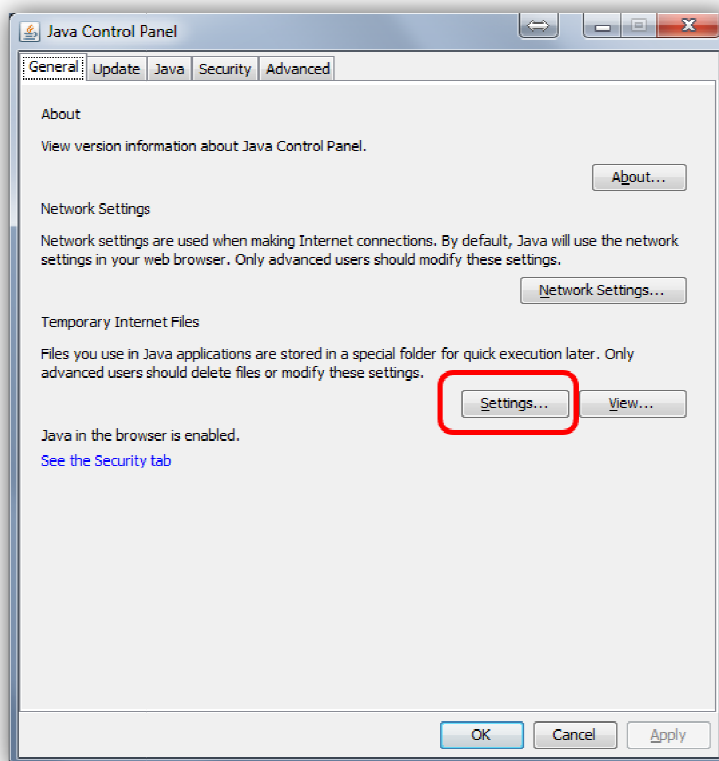 Java Control Panel
General Update Java Security Advanced
About
View version information about Java Control Panel.
About...
Network Settings
Network settings are used when making Internet connections. By default, Java will use the network
settings in your web browser. Only advanced users should modify these settings.
Network Settings...
Temporary Internet Files
Files you use in Java applications are stored in a special folder for quick execution later. Only
advanced users should delete files or modify these settings.
Settings... View...
Java in the browser is enabled.
See the Security tab
OK Cancel Apply